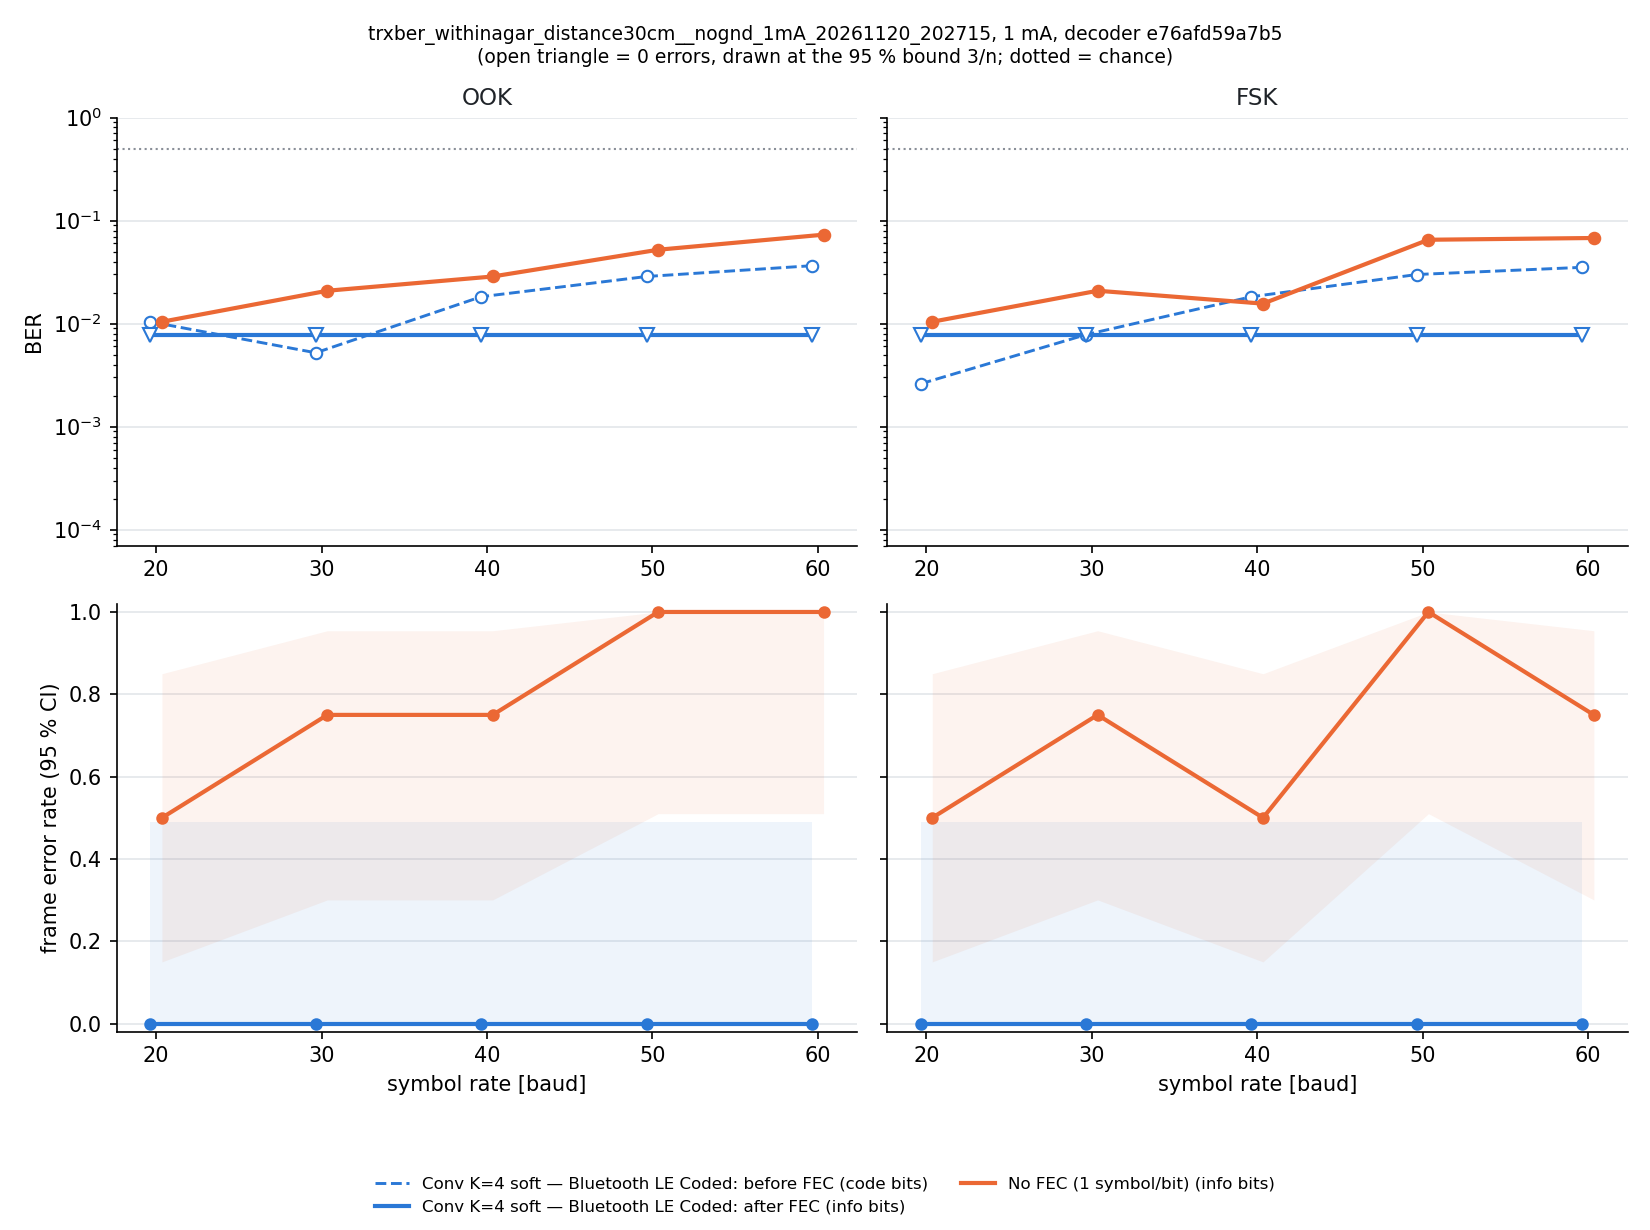 trxber_withinagar_distance30cm__nognd_1mA_20261120_202715, 1 mA, decoder e76afd59a7b5
(open triangle = 0 errors, drawn at the 95 % bound 3/n; dotted = chance)
OOK
FSK
BER
10⁰
10⁻¹
10⁻²
10⁻³
10⁻⁴
20 30 40 50 60
20 30 40 50 60
frame error rate (95 % CI)
1.0
0.8
0.6
0.4
0.2
0.0
20 30 40 50 60
20 30 40 50 60
symbol rate [baud]
symbol rate [baud]
Conv K=4 soft — Bluetooth LE Coded: before FEC (code bits)
Conv K=4 soft — Bluetooth LE Coded: after FEC (info bits)
No FEC (1 symbol/bit) (info bits)